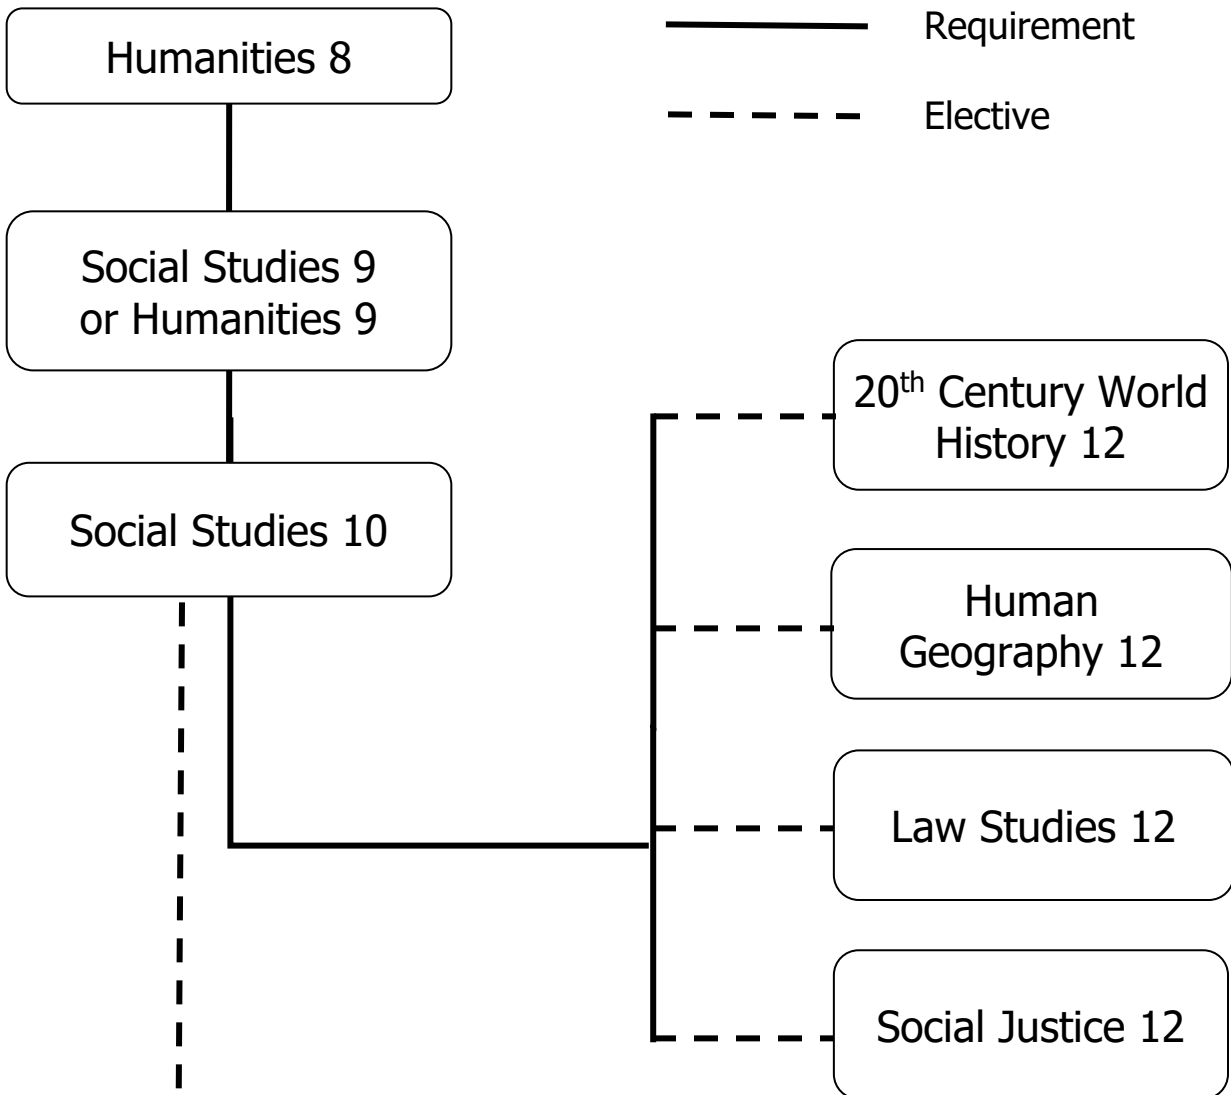 Humanities 8
Requirement
Elective
Social Studies 9
or Humanities 9
Social Studies 10
20th Century World
History 12
Human
Geography 12
Law Studies 12
Social Justice 12